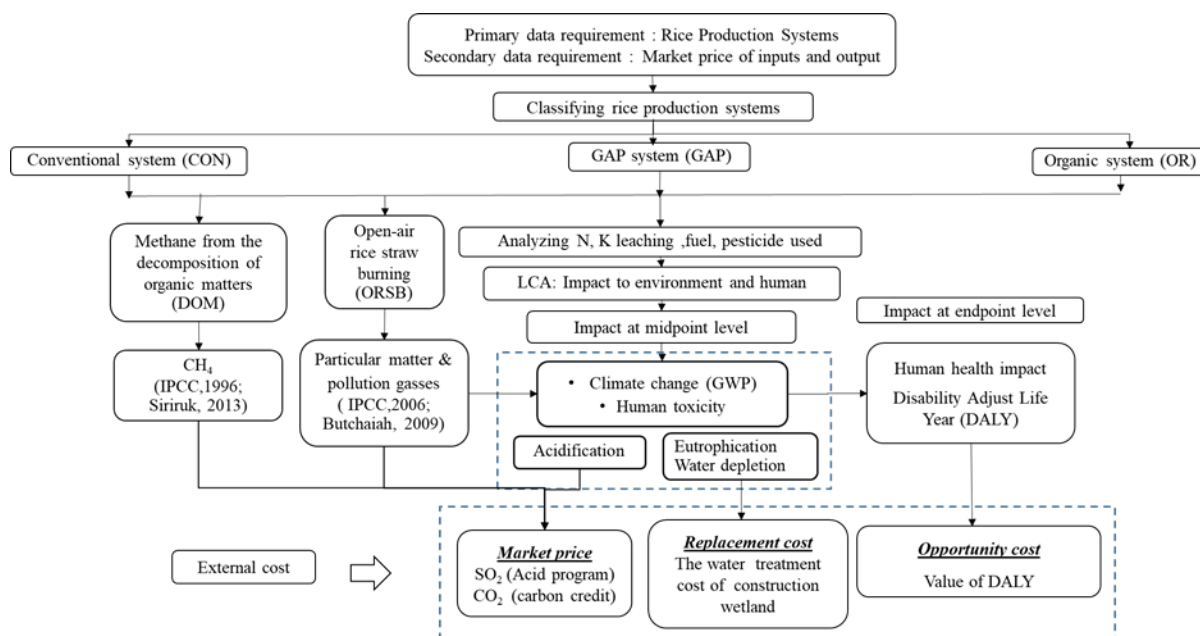 Primary data requirement : Rice Production Systems
Secondary data requirement : Market price of inputs and output
Classifying rice production systems
Conventional system (CON)
GAP system (GAP)
Organic system (OR)
Methane from the
decomposition of
organic matters
(DOM)
Open-air
rice straw
burning
(ORSB)
Analyzing N, K leaching ,fuel, pesticide used
LCA: Impact to environment and human
Impact at midpoint level
Impact at endpoint level
CH₄
(IPCC,1996;
Siriruk, 2013)
Particular matter &
pollution gasses
( IPCC,2006;
Butchaiah, 2009)
• Climate change (GWP)
• Human toxicity
Human health impact
Disability Adjust Life
Year (DALY)
Acidification
Eutrophication
Water depletion
External cost
Market price
SO₂ (Acid program)
CO₂ (carbon credit)
Replacement cost
The water treatment
cost of construction
wetland
Opportunity cost
Value of DALY